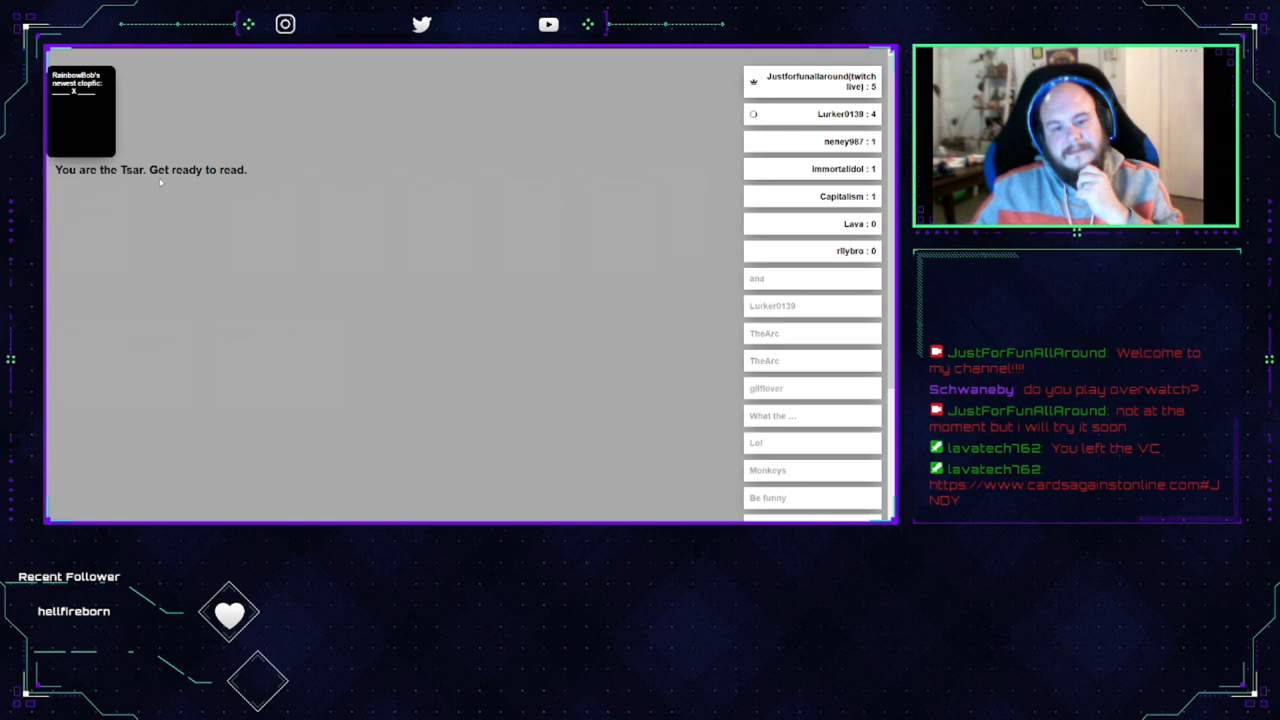 RainbowBob's
newest clopfic:
_____ X _____
You are the Tsar. Get ready to read.
Justforfunallaround(twitch
live) : 5
Lurker0139 : 4
neney987 : 1
immortalidol : 1
Capitalism : 1
Lava : 0
rllybro : 0
ana
Lurker0139
TheArc
TheArc
gilflover
What the ...
Lol
Monkeys
Be funny
JustForFunAllAround: Welcome to
my channel!!!!
Schwaneby: do you play overwatch?
JustForFunAllAround: not at tha
moment but i will try it soon
lavatech762: You left the VC
lavatech762:
https://www.cardsagainstonline.com#J
NDY
Recent Follower
hellfireborn